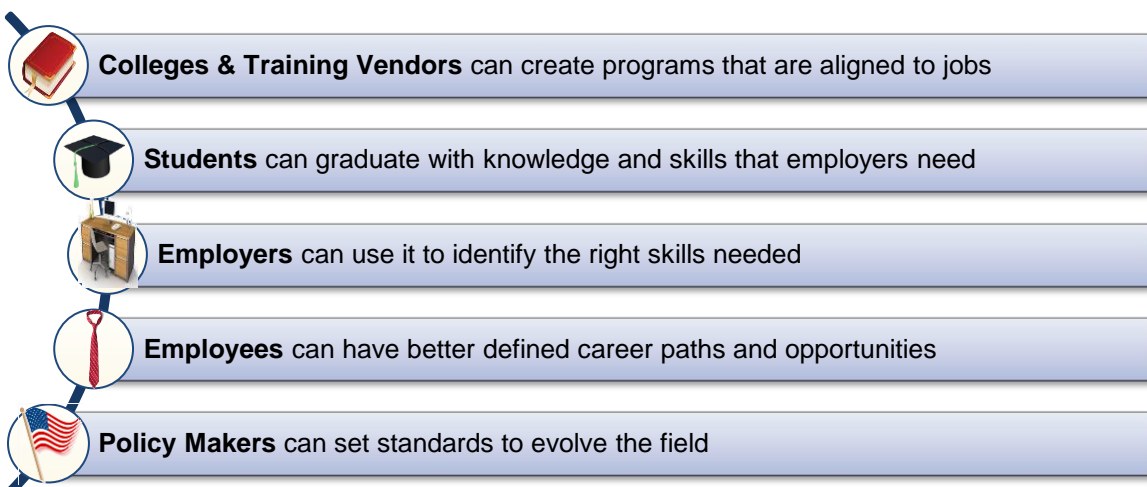 Colleges & Training Vendors can create programs that are aligned to jobs
Students can graduate with knowledge and skills that employers need
Employers can use it to identify the right skills needed
Employees can have better defined career paths and opportunities
Policy Makers can set standards to evolve the field